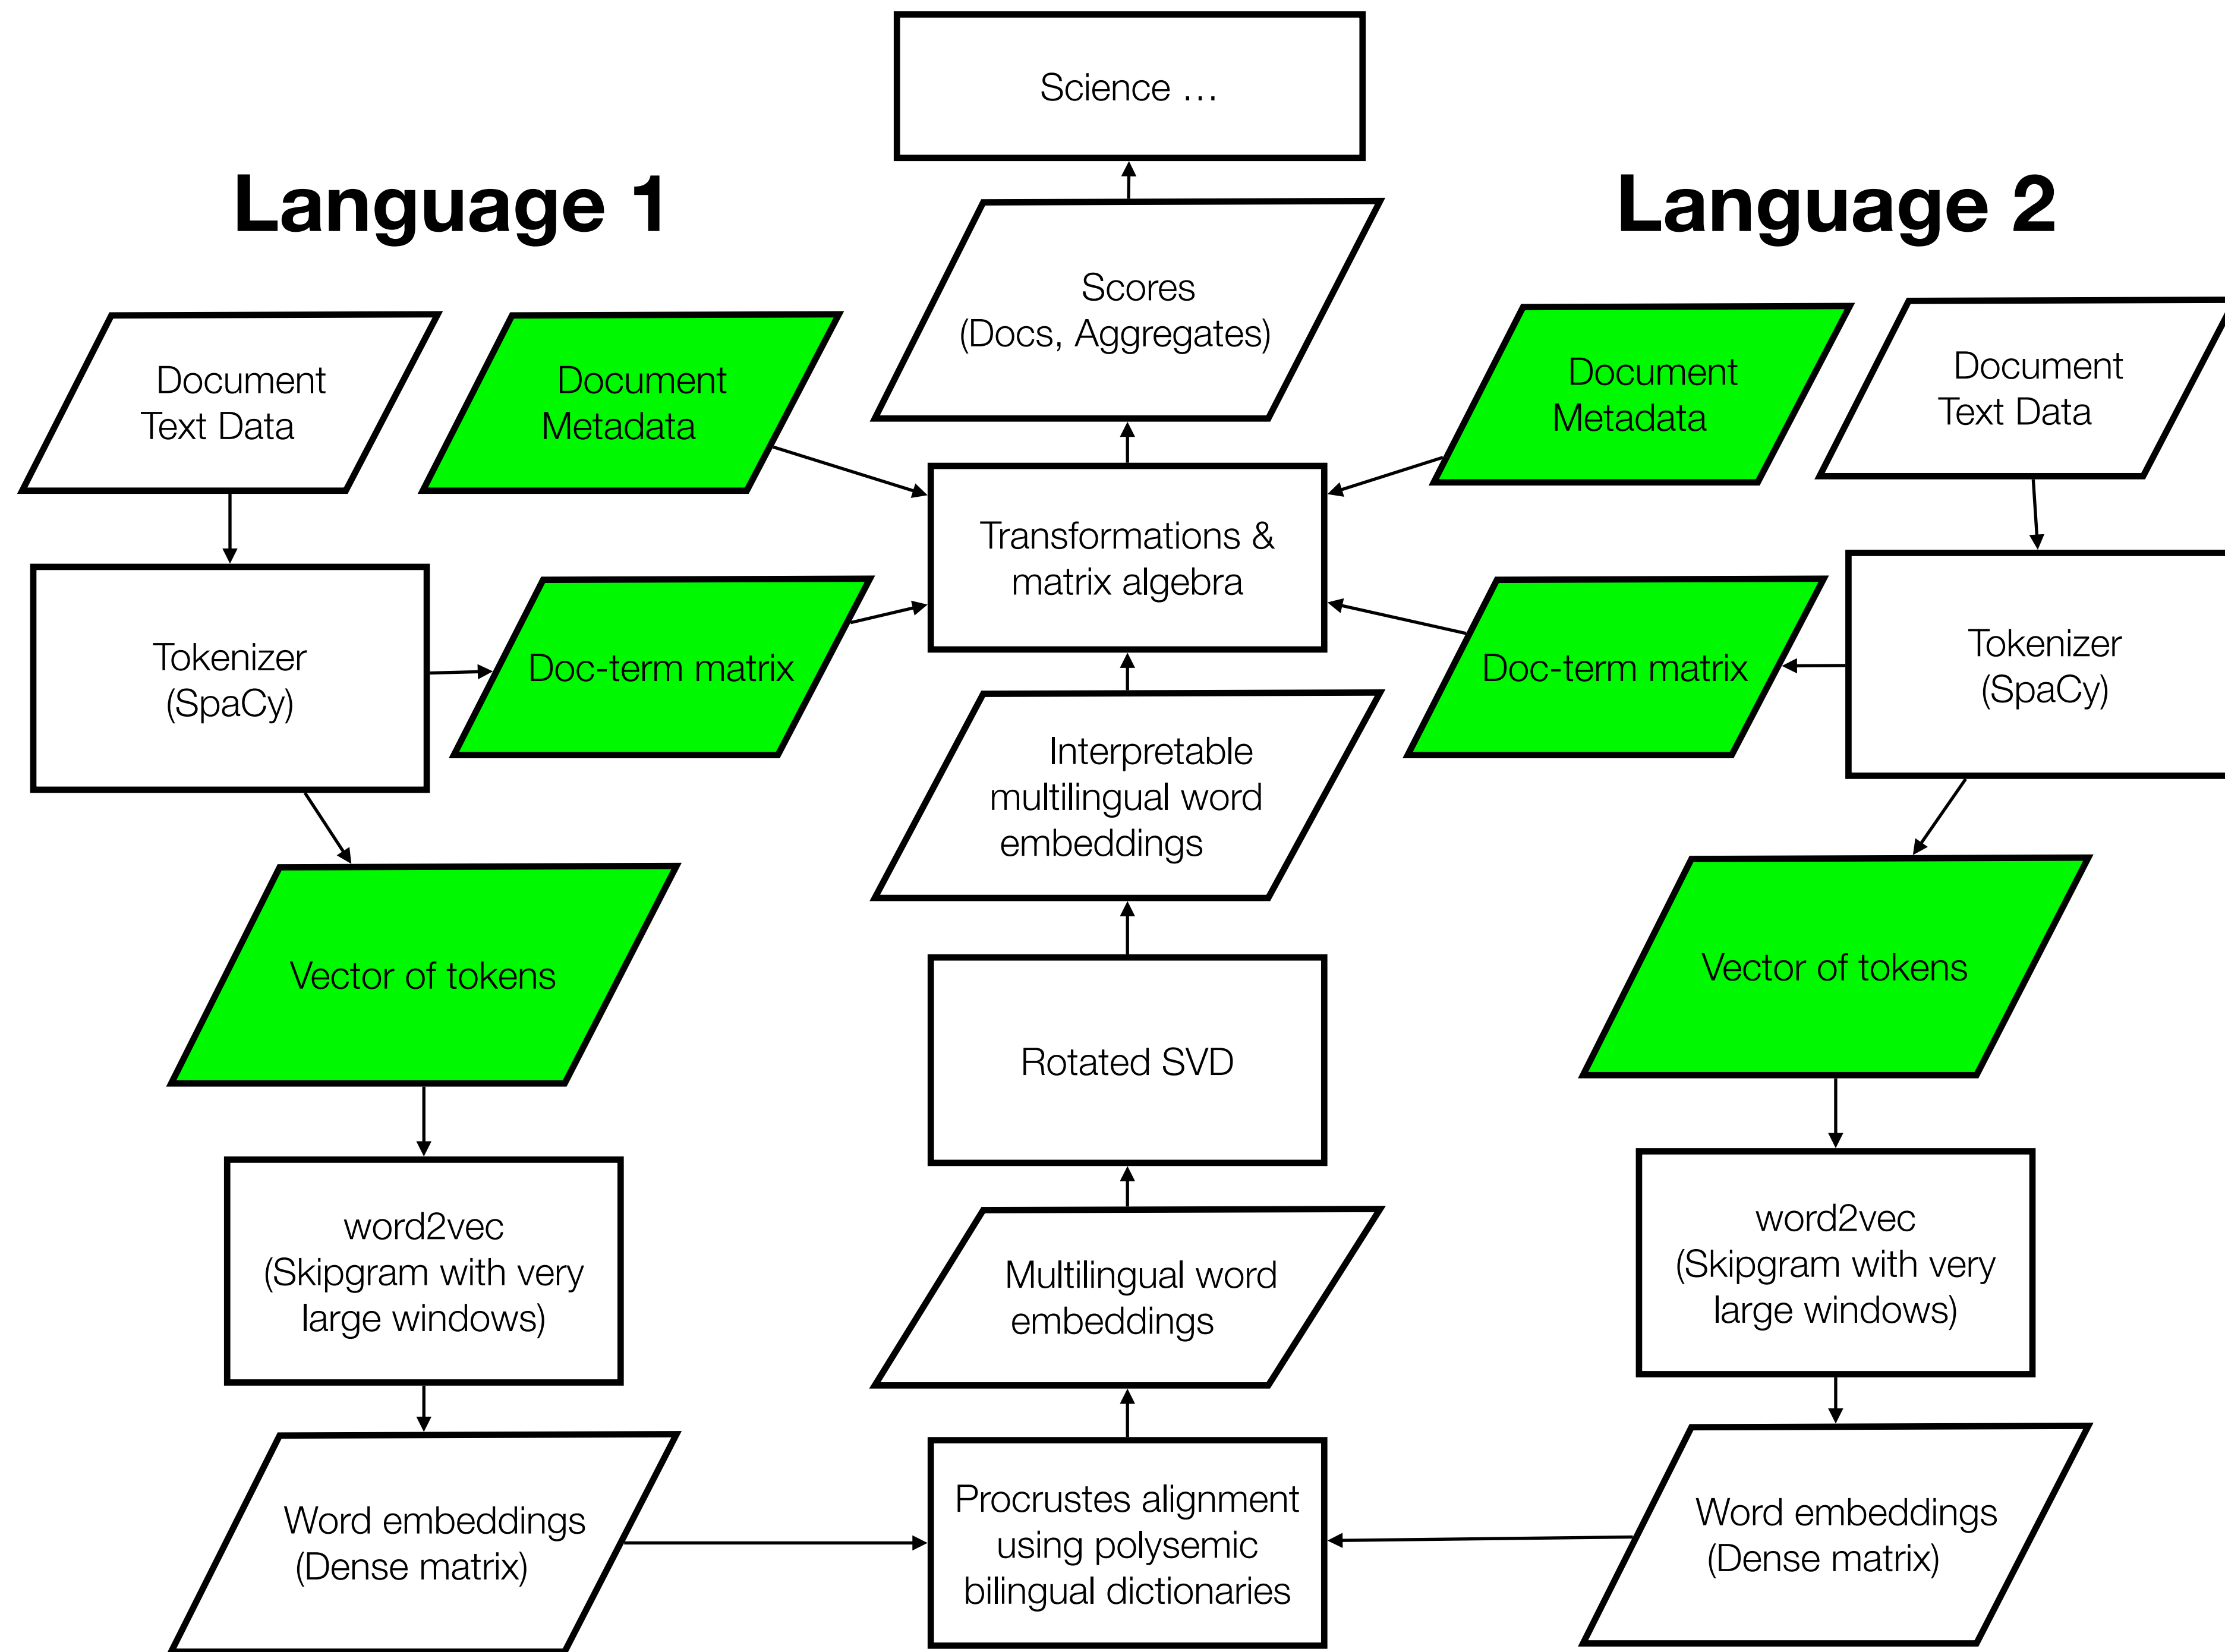 Science …
Language 1
Language 2
Scores
(Docs, Aggregates)
Document
Text Data
Document
Metadata
Document
Metadata
Document
Text Data
Transformations &
matrix algebra
Tokenizer
(SpaCy)
Doc-term matrix
Doc-term matrix
Tokenizer
(SpaCy)
Interpretable
multilingual word
embeddings
Vector of tokens
Vector of tokens
Rotated SVD
word2vec
(Skipgram with very
large windows)
Multilingual word
embeddings
word2vec
(Skipgram with very
large windows)
Word embeddings
(Dense matrix)
Procrustes alignment
using polysemic
bilingual dictionaries
Word embeddings
(Dense matrix)